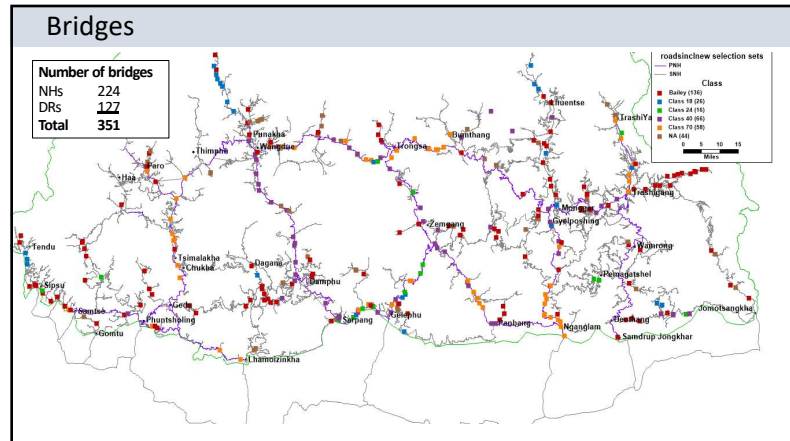 Bridges
Number of bridges
NHs 224
DRs 127
Total 351
roadsinclnew selection sets
PNH
SNH
Class
Bailey (136)
Class 18 (26)
Class 24 (16)
Class 40 (66)
Class 70 (58)
NA (44)
0 5 10 15
Miles
Lhuentse
TrashiYa
Punakha
Wangdue
Thimphu
Trongsa
Bumthang
Paro
Haa
Trashigang
Monggar
Gyelposhing
Zemgang
Wamrong
Tendu
Tsimalakha
Chukha
Dagana
Damphu
Pemagatshel
Sipsu
Gedu
Samtse
Phuntsholing
Gomtu
Sarpang
Gelephu
Panbang
Nganglam
Deothang
Jomotsangkha
Samdrup Jongkhar
Lhamoizinkha